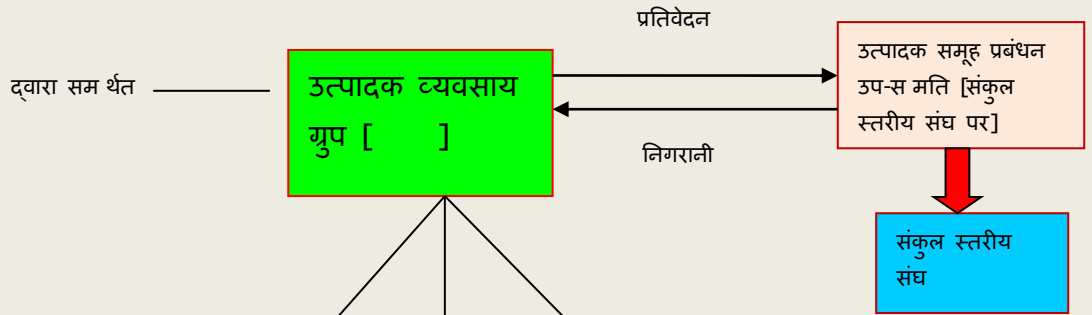 प्रतिवेदन
द्वारा सम र्थत
उत्पादक व्यवसाय
ग्रुप [ ]
उत्पादक समूह प्रबंधन
उप-स मति [संकुल
स्तरीय संघ पर]
निगरानी
संकुल स्तरीय
संघ